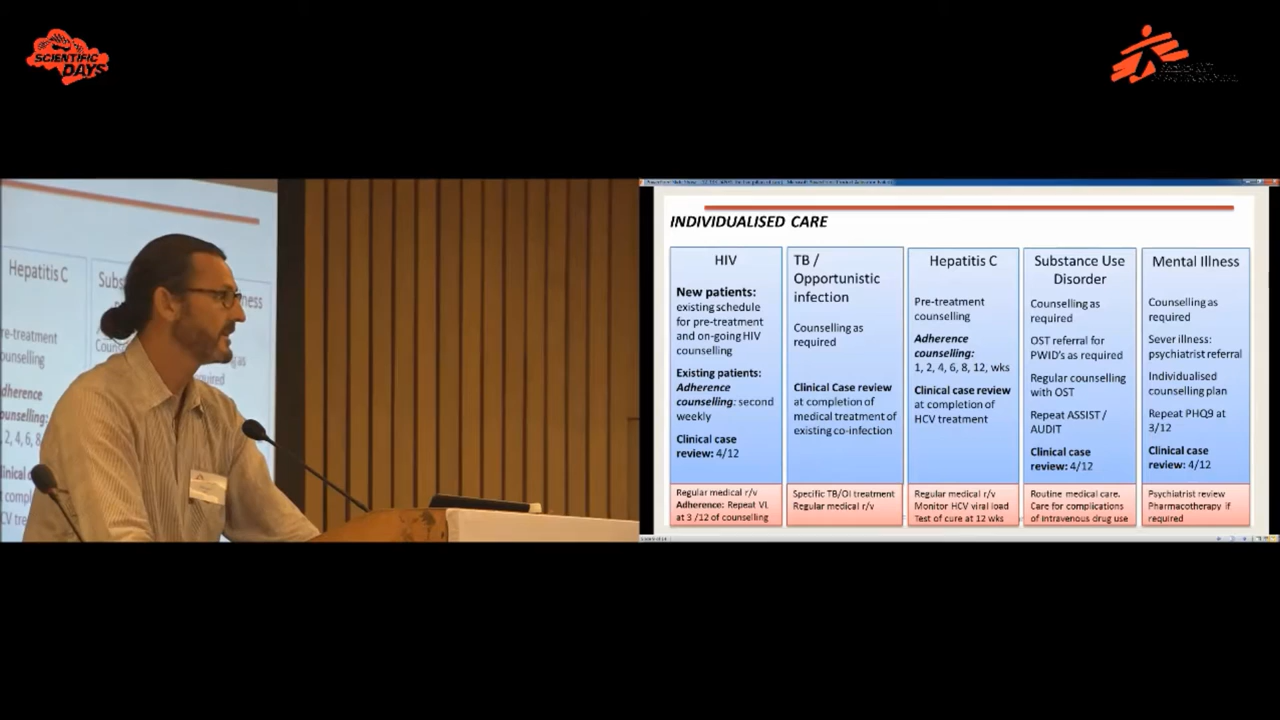 SCIENTIFIC
DAYS
Hepatitis C
INDIVIDUALISED CARE
HIV
New patients:
existing schedule
for pre-treatment
and on-going HIV
counselling
Existing patients:
Adherence
counselling: second
weekly
Clinical case
review: 4/12
Regular medical r/v
Adherence: Repeat VL
at 3 /12 of counselling
TB /
Opportunistic
infection
Counselling as
required
Clinical Case review
at completion of
medical treatment of
existing co-infection
Specific TB/OI treatment
Regular medical r/v
Hepatitis C
Pre-treatment
counselling
Adherence
counselling:
1, 2, 4, 6, 8, 12, wks
Clinical case review
at completion of
HCV treatment
Regular medical r/v
Monitor HCV viral load
Test of cure at 12 wks
Substance Use
Disorder
Counselling as
required
OST referral for
PWID's as required
Regular counselling
with OST
Repeat ASSIST /
AUDIT
Clinical case
review: 4/12
Routine medical care.
Care for complications
of intravenous drug use
Mental Illness
Counselling as
required
Sever illness:
psychiatrist referral
Individualised
counselling plan
Repeat PHQ9 at
3/12
Clinical case
review: 4/12
Psychiatrist review
Pharmacotherapy if
required